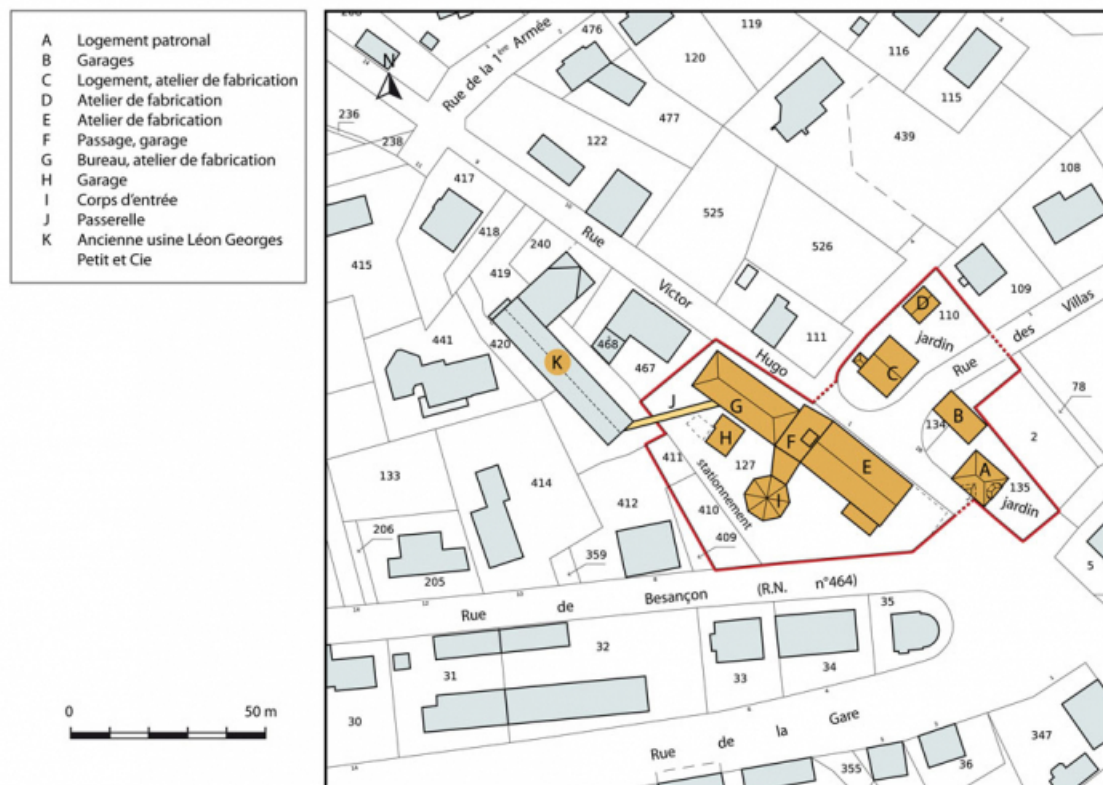 A Logement patronal
B Garages
C Logement, atelier de fabrication
D Atelier de fabrication
E Atelier de fabrication
F Passage, garage
G Bureau, atelier de fabrication
H Garage
I Corps d'entrée
J Passerelle
K Ancienne usine Léon Georges
Petit et Cie
0 50 m
N
Rue de la 1ère Armée
476
119
120
116
115
236
238
477
439
122
108
417
418
525
526
240
Rue Victor Hugo
415
419
109
D
110
jardin
Rue des Villas
111
468
441
420
K
467
C
78
J
G
B
134
2
H
F
E
A
135
jardin
411
127
I
stationnement
133
414
412
410
409
206
205
359
5
Rue de Besançon (R.N. n°464)
35
32
31
33
34
30
Rue de la Gare
347
355
36